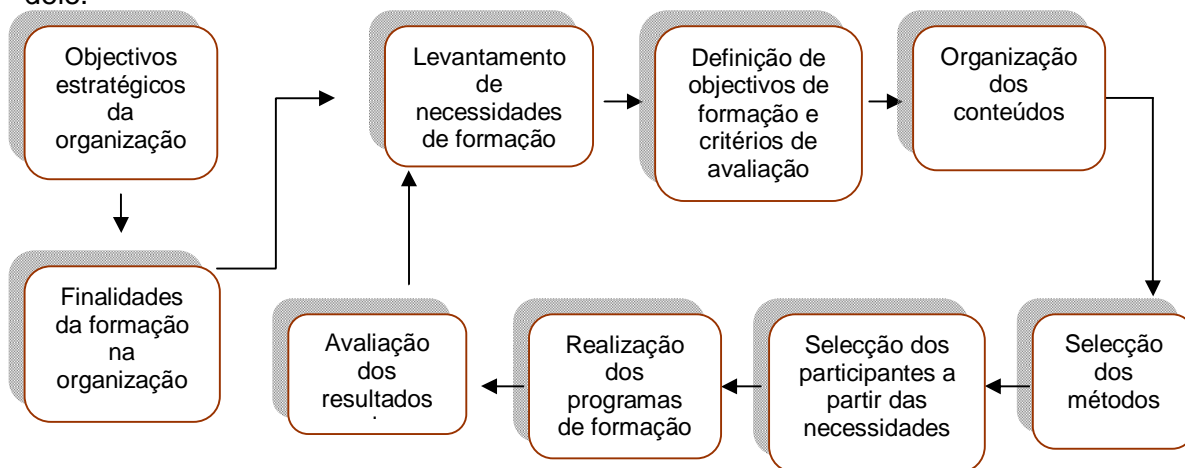 Objectivos
estratégicos
da
organização
Finalidades
da formação
na
organização
Levantamento
de
necessidades
de formação
Definição de
objectivos de
formação e
critérios de
avaliação
Organização
dos
conteúdos
Selecção
dos
métodos
Selecção dos
participantes a
partir das
necessidades
Realização
dos
programas
de formação
Avaliação
dos
resultados